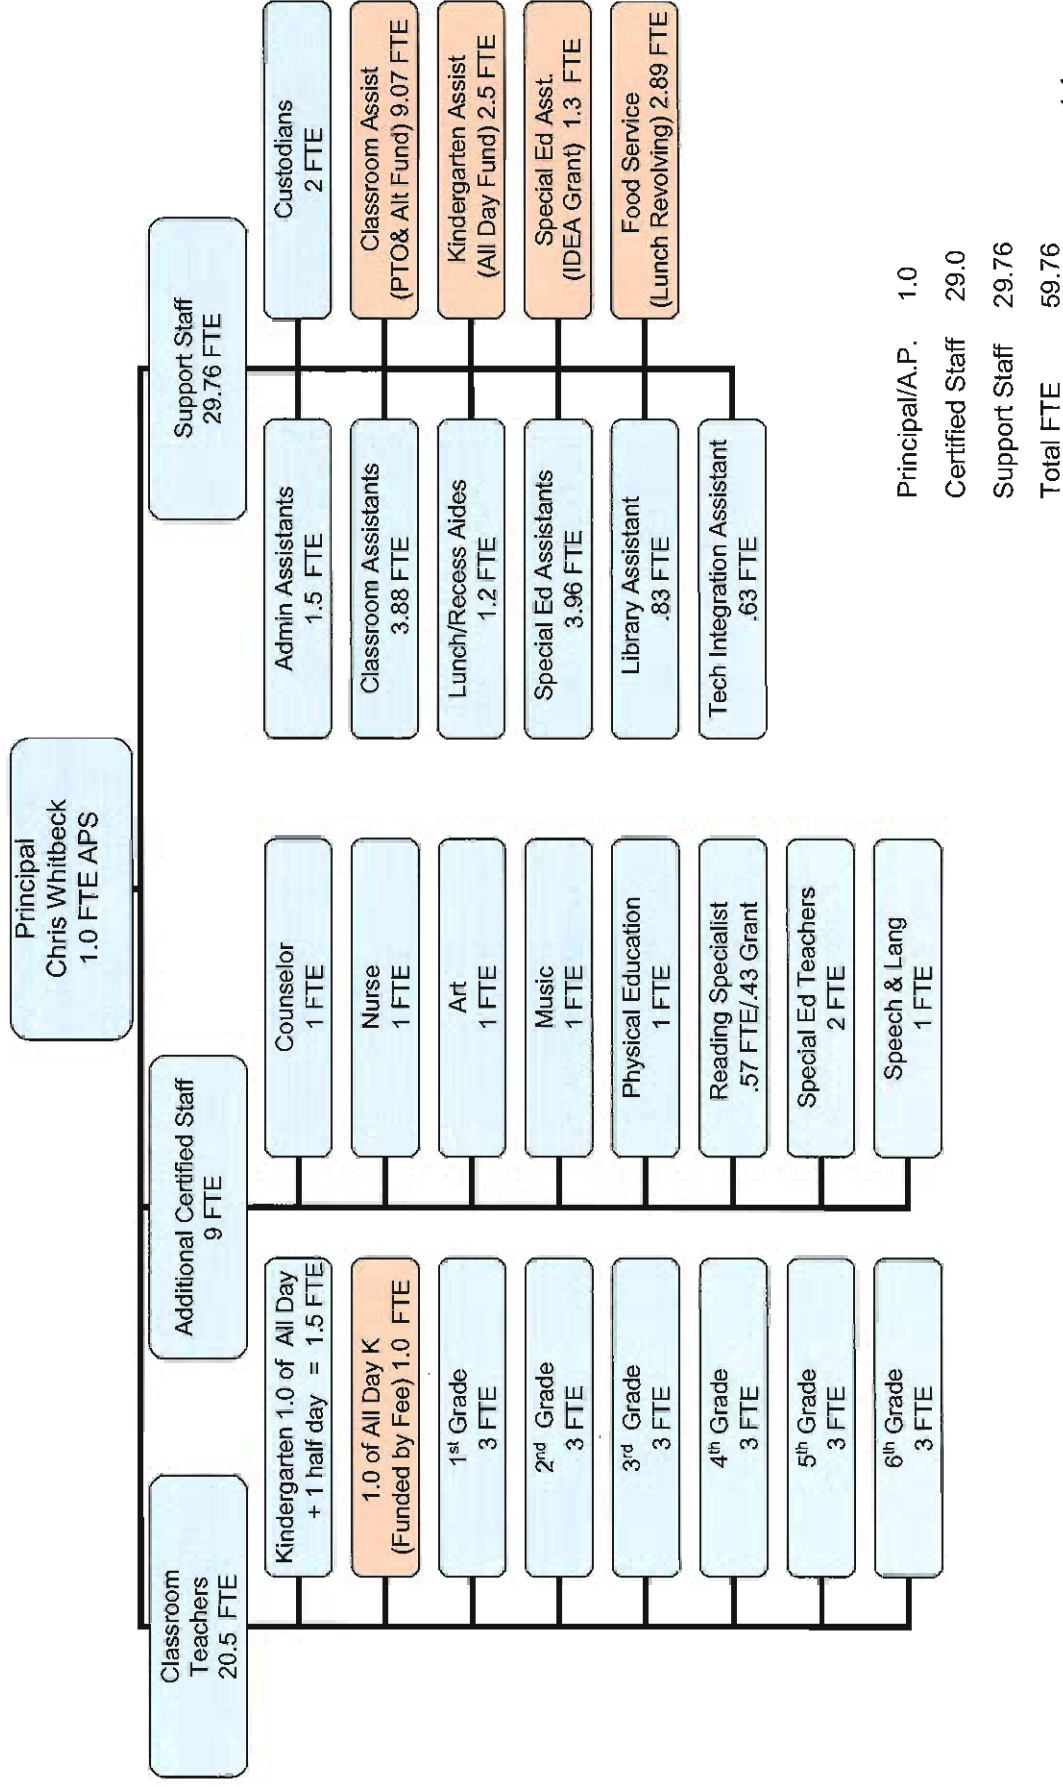 Principal
Chris Whitbeck
1.0 FTE APS
Classroom
Teachers
20.5 FTE
Kindergarten 1.0 of All Day
+ 1 half day = 1.5 FTE
1.0 of All Day K
(Funded by Fee) 1.0 FTE
1st Grade
3 FTE
2nd Grade
3 FTE
3rd Grade
3 FTE
4th Grade
3 FTE
5th Grade
3 FTE
6th Grade
3 FTE
Additional Certified Staff
9 FTE
Counselor
1 FTE
Nurse
1 FTE
Art
1 FTE
Music
1 FTE
Physical Education
1 FTE
Reading Specialist
.57 FTE/.43 Grant
Special Ed Teachers
2 FTE
Speech & Lang
1 FTE
Support Staff
29.76 FTE
Admin Assistants
1.5 FTE
Classroom Assistants
3.88 FTE
Lunch/Recess Aides
1.2 FTE
Special Ed Assistants
3.96 FTE
Library Assistant
.83 FTE
Tech Integration Assistant
.63 FTE
Custodians
2 FTE
Classroom Assist
(PTO& Alt Fund) 9.07 FTE
Kindergarten Assist
(All Day Fund) 2.5 FTE
Special Ed Asst.
(IDEA Grant) 1.3 FTE
Food Service
(Lunch Revolving) 2.89 FTE
Principal/A.P. 1.0
Certified Staff 29.0
Support Staff 29.76
Total FTE 59.76